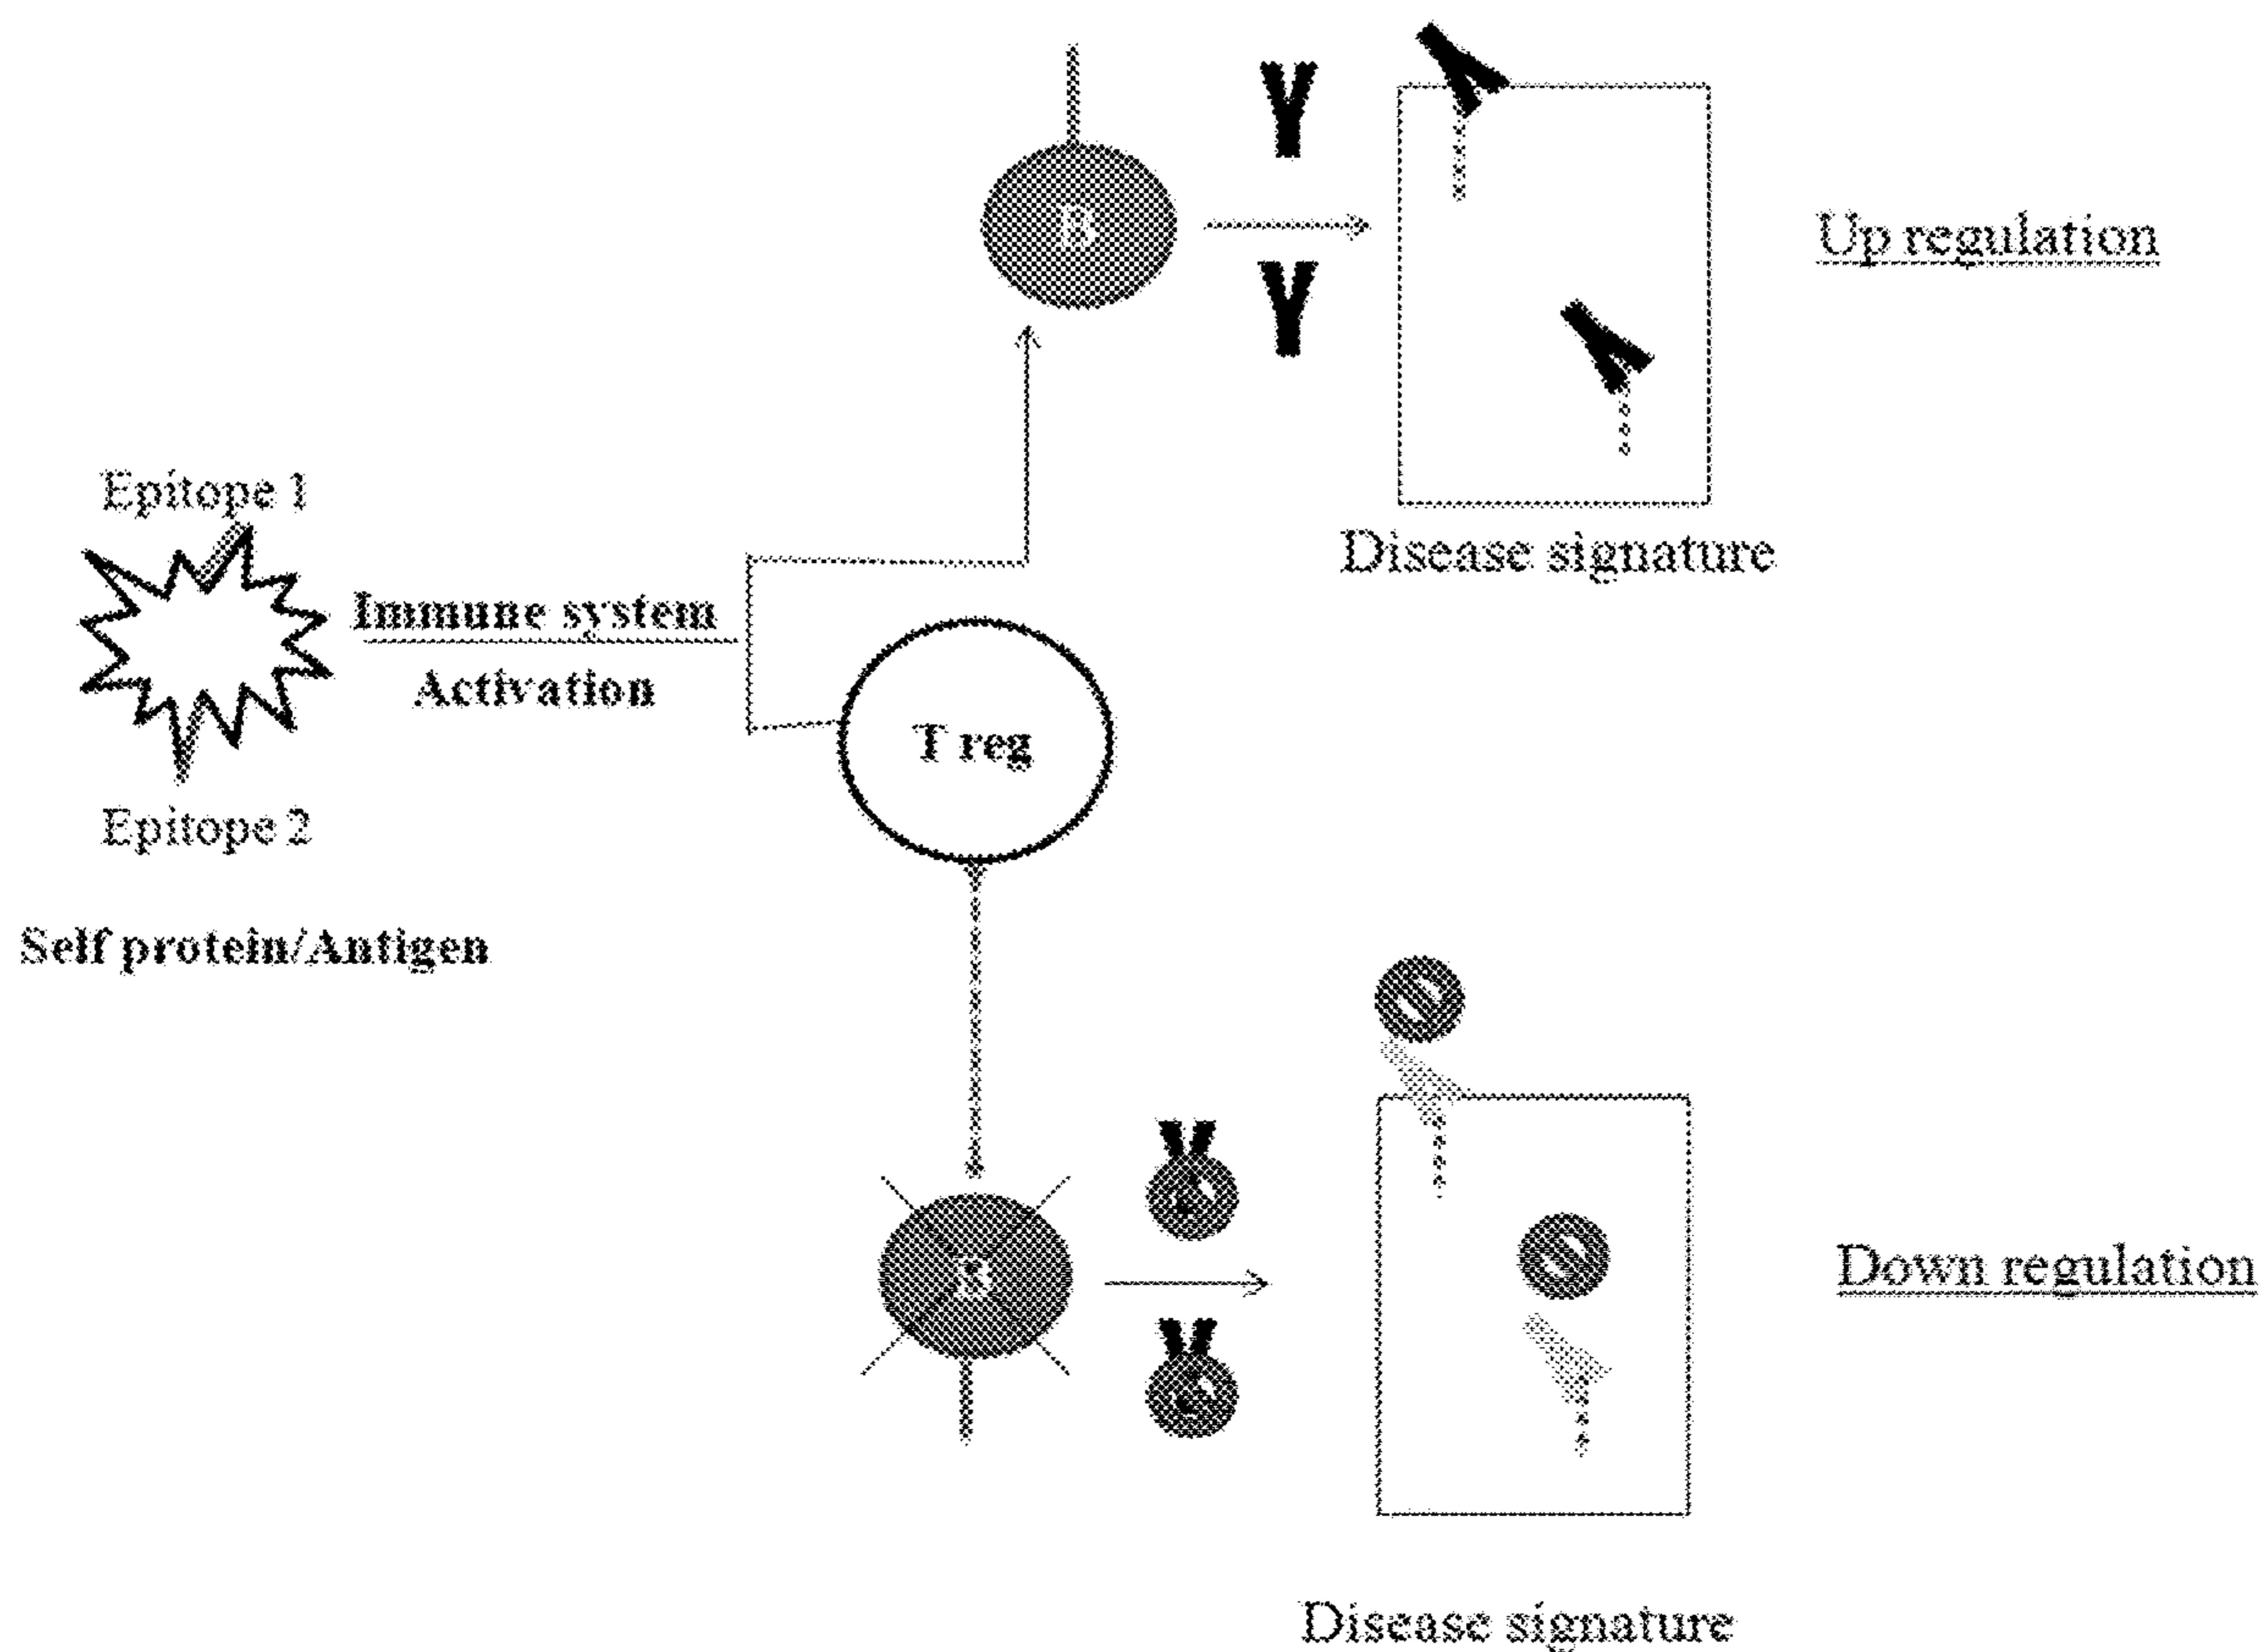 B
Up regulation
Disease signature
Epitope 1
Immune system
Activation
T reg
Epitope 2
Self protein/Antigen
B
Down regulation
Disease signature